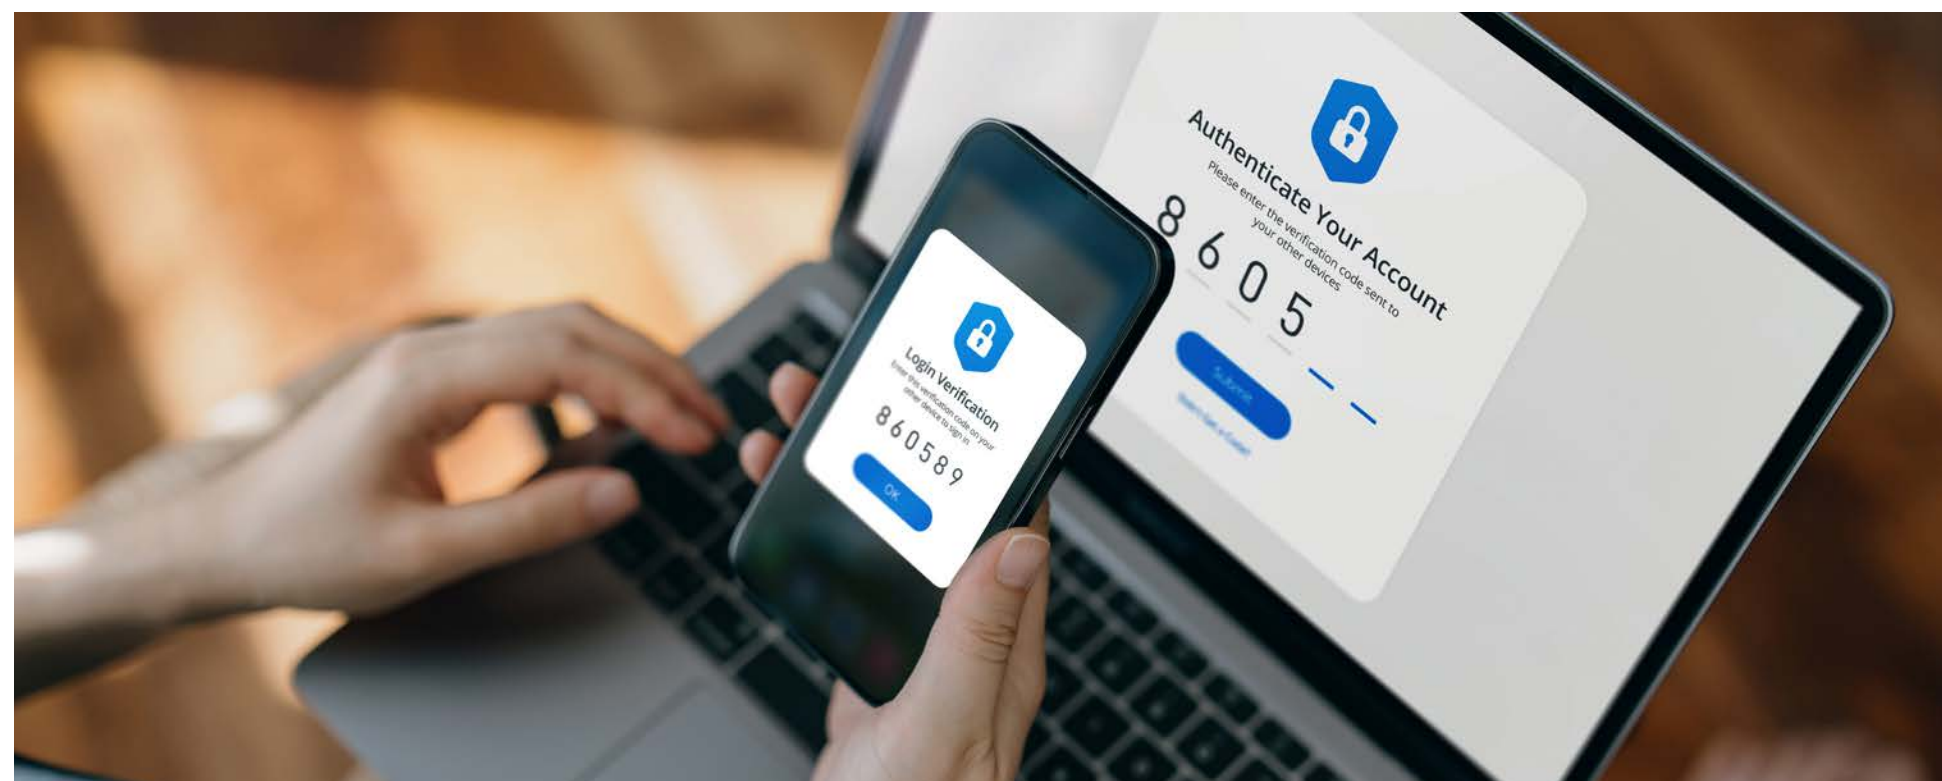 Authenticate Your Account
Please enter the verification code sent to
your other devices
8 6 0 5
Submit
Login Verification
Enter this verification code on your
other device to sign in
860589
OK